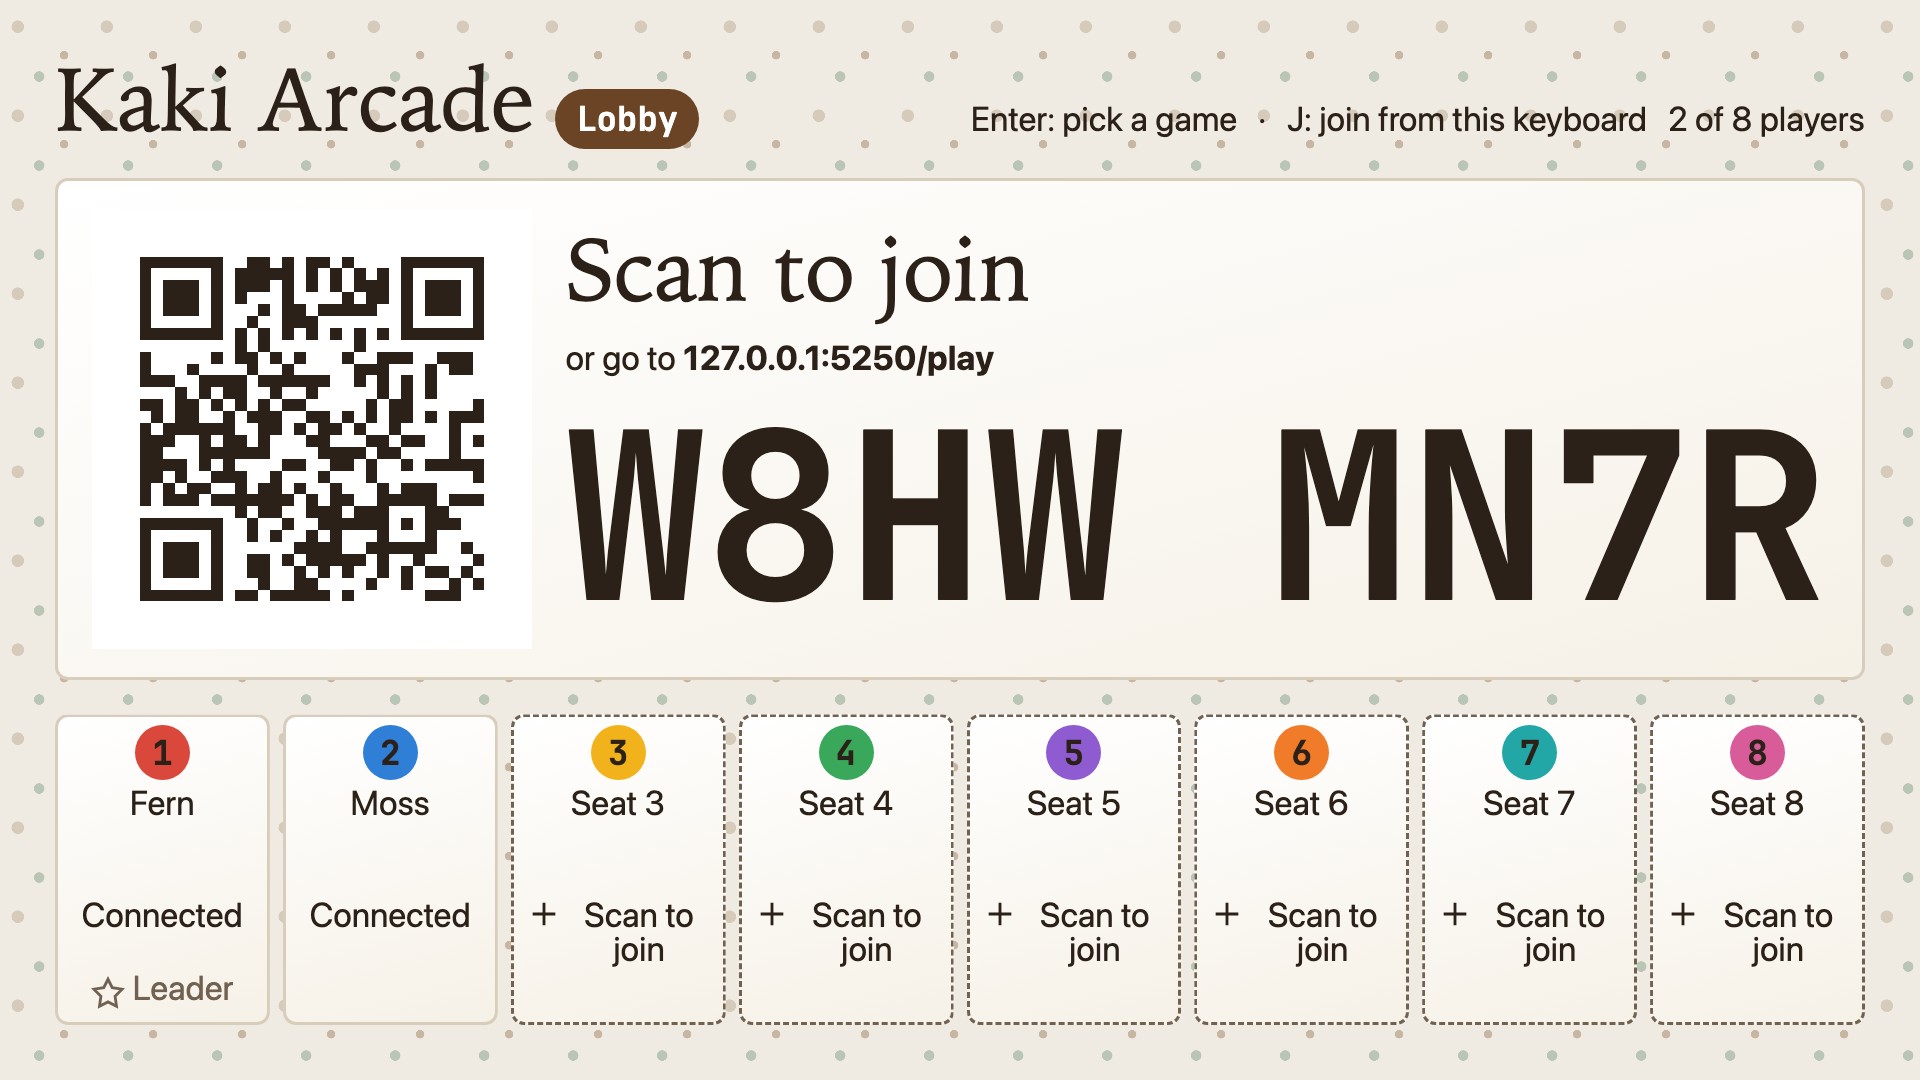 Kaki Arcade
Lobby
Enter: pick a game · J: join from this keyboard 2 of 8 players
Scan to join
or go to 127.0.0.1:5250/play
W8HW MN7R
1
Fern
Connected
Leader
2
Moss
Connected
3
Seat 3
+ Scan to
join
4
Seat 4
+ Scan to
join
5
Seat 5
+ Scan to
join
6
Seat 6
+ Scan to
join
7
Seat 7
+ Scan to
join
8
Seat 8
+ Scan to
join